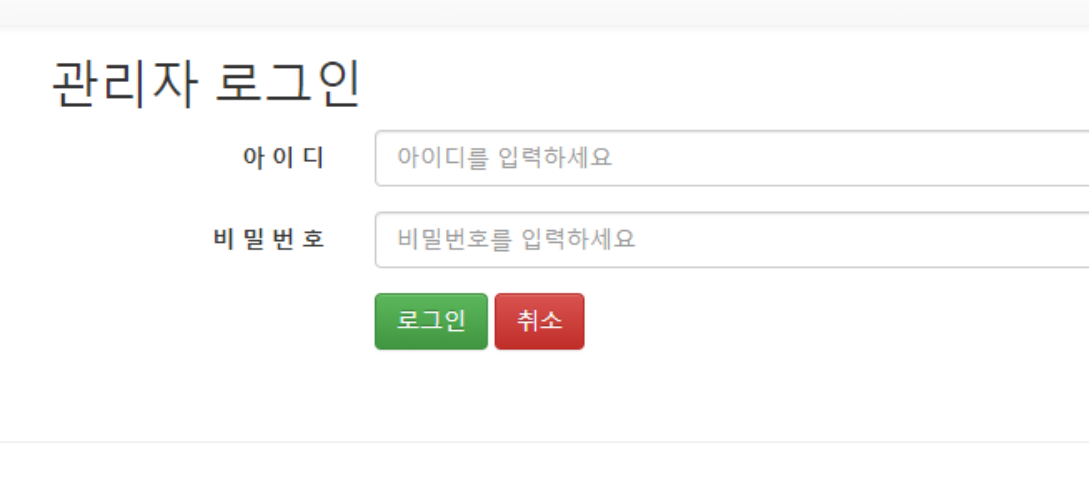 관리자 로그인
아 이 디 아이디를 입력하세요
비 밀 번 호 비밀번호를 입력하세요
로그인 취소